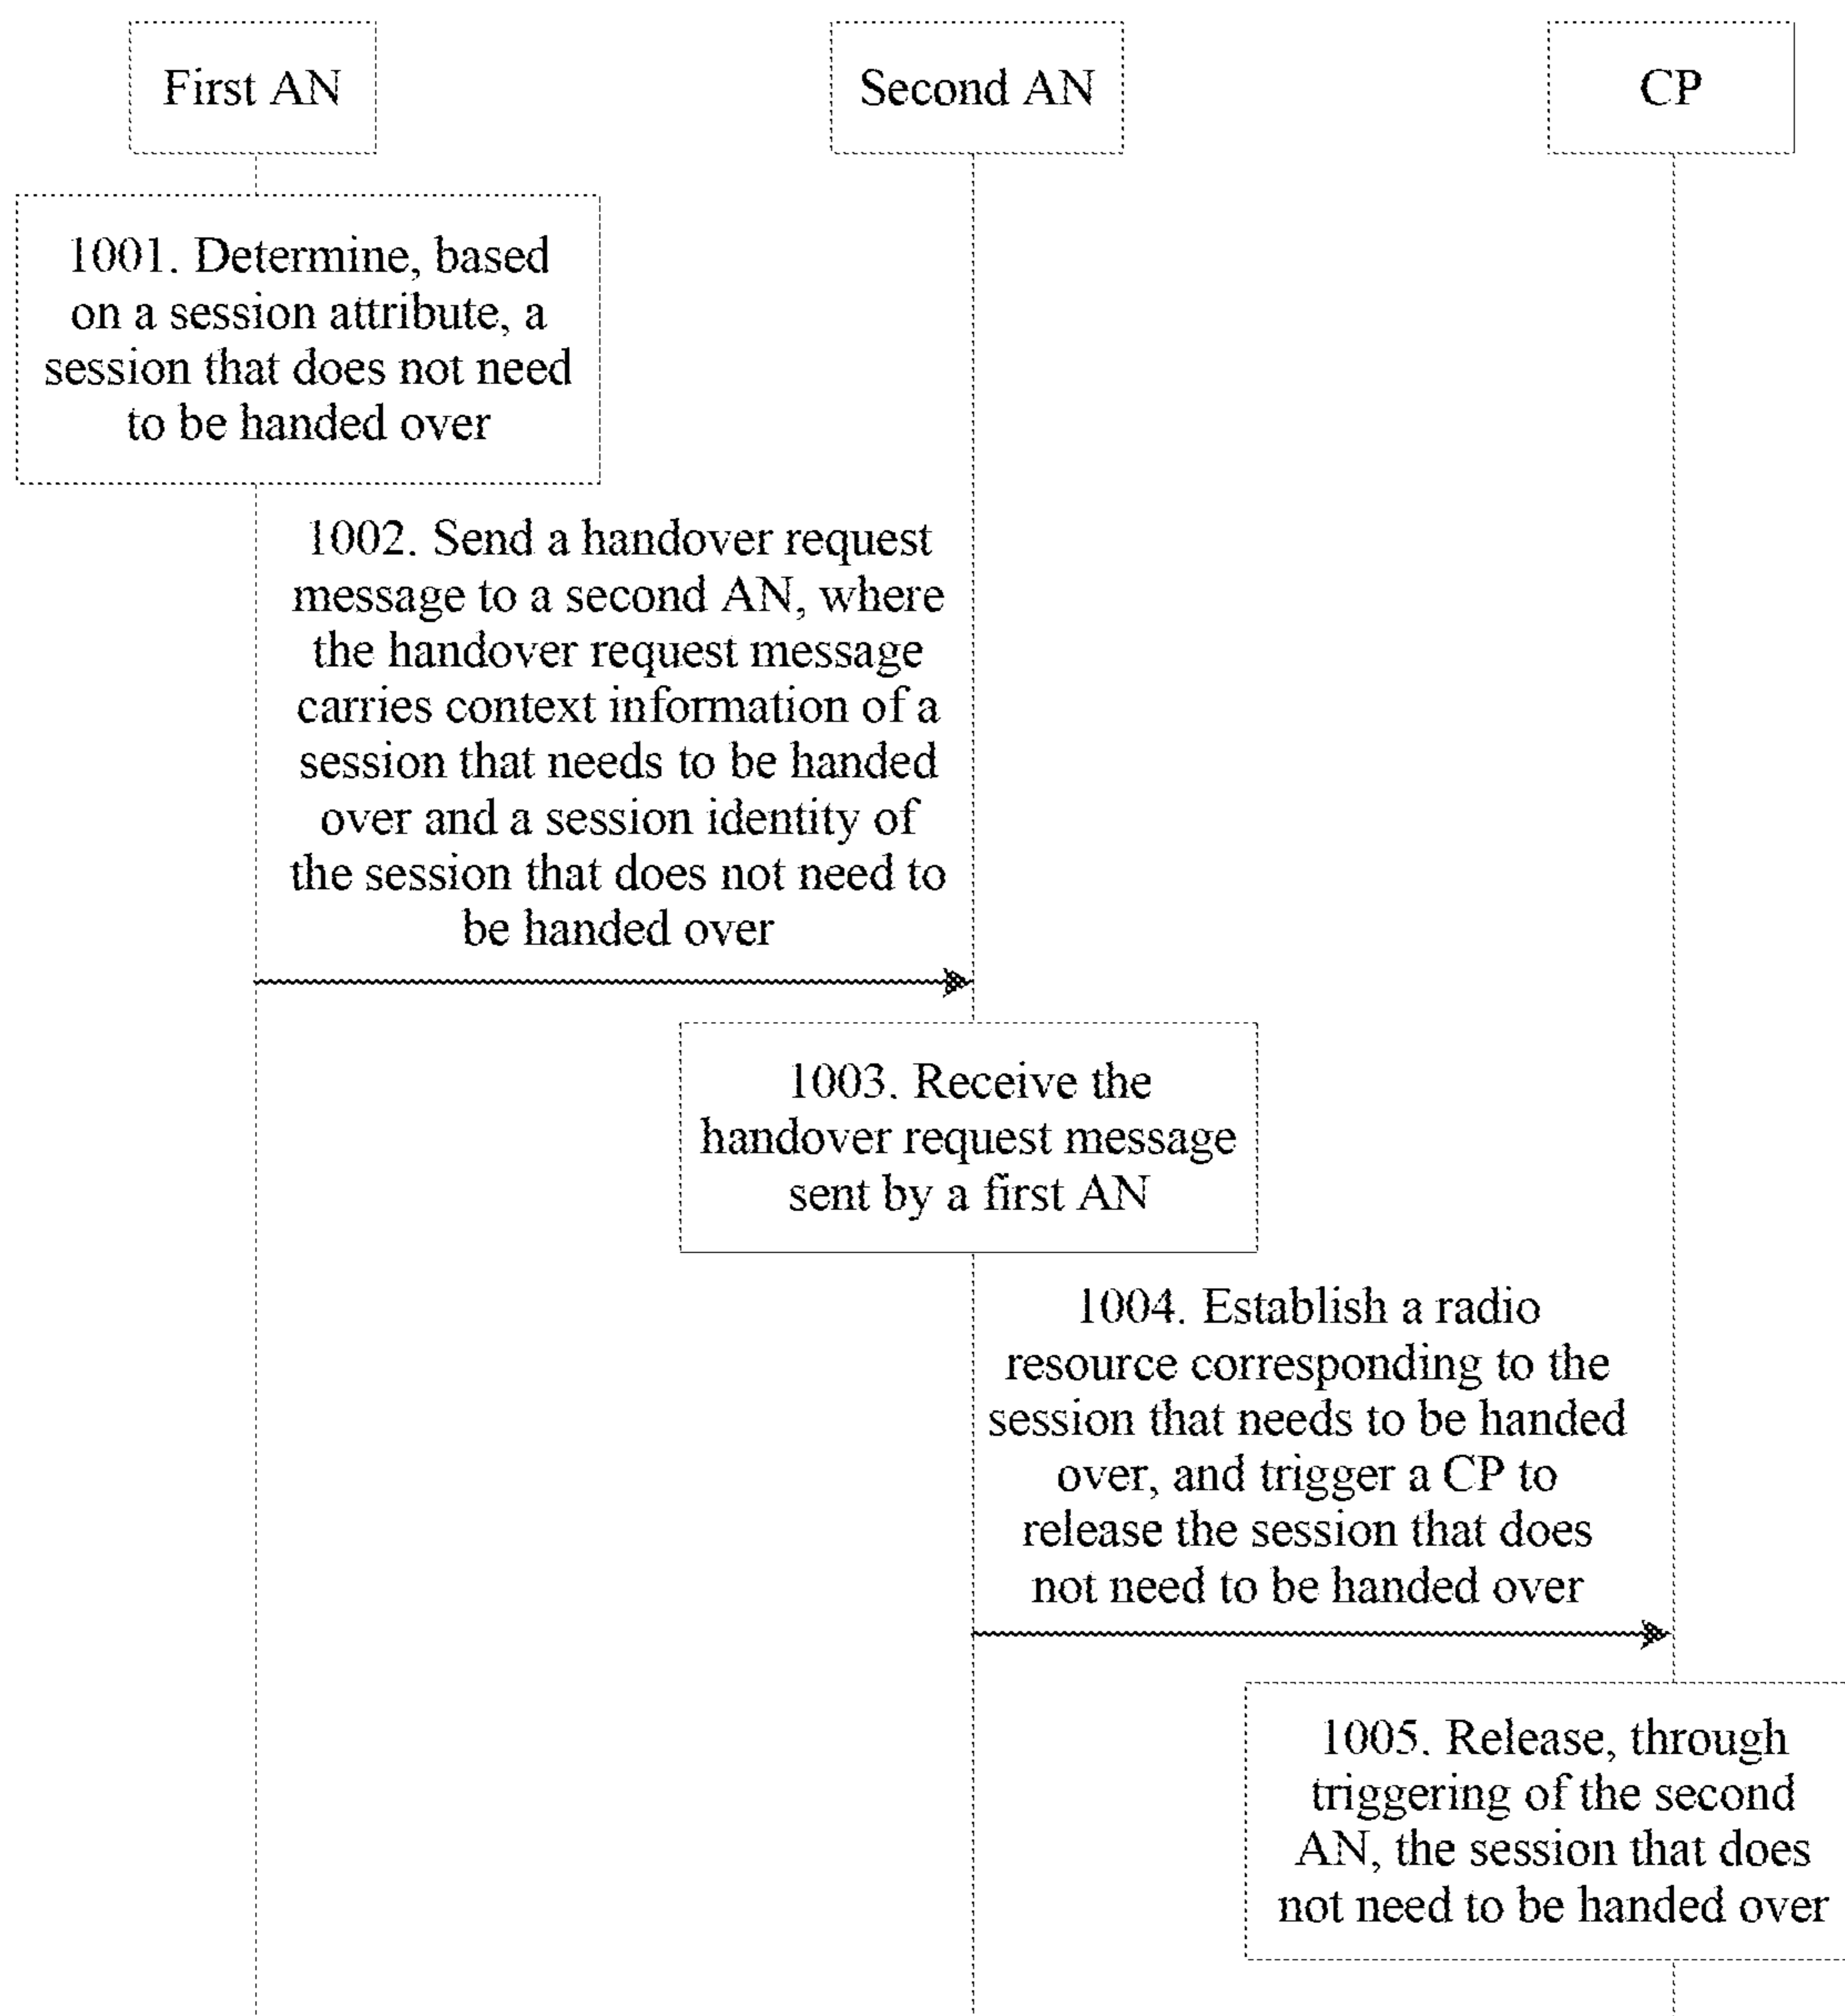 First AN
Second AN
CP
1001. Determine, based
on a session attribute, a
session that does not need
to be handed over
1002. Send a handover request
message to a second AN, where
the handover request message
carries context information of a
session that needs to be handed
over and a session identity of
the session that does not need to
be handed over
1003. Receive the
handover request message
sent by a first AN
1004. Establish a radio
resource corresponding to the
session that needs to be handed
over, and trigger a CP to
release the session that does
not need to be handed over
1005. Release, through
triggering of the second
AN, the session that does
not need to be handed over